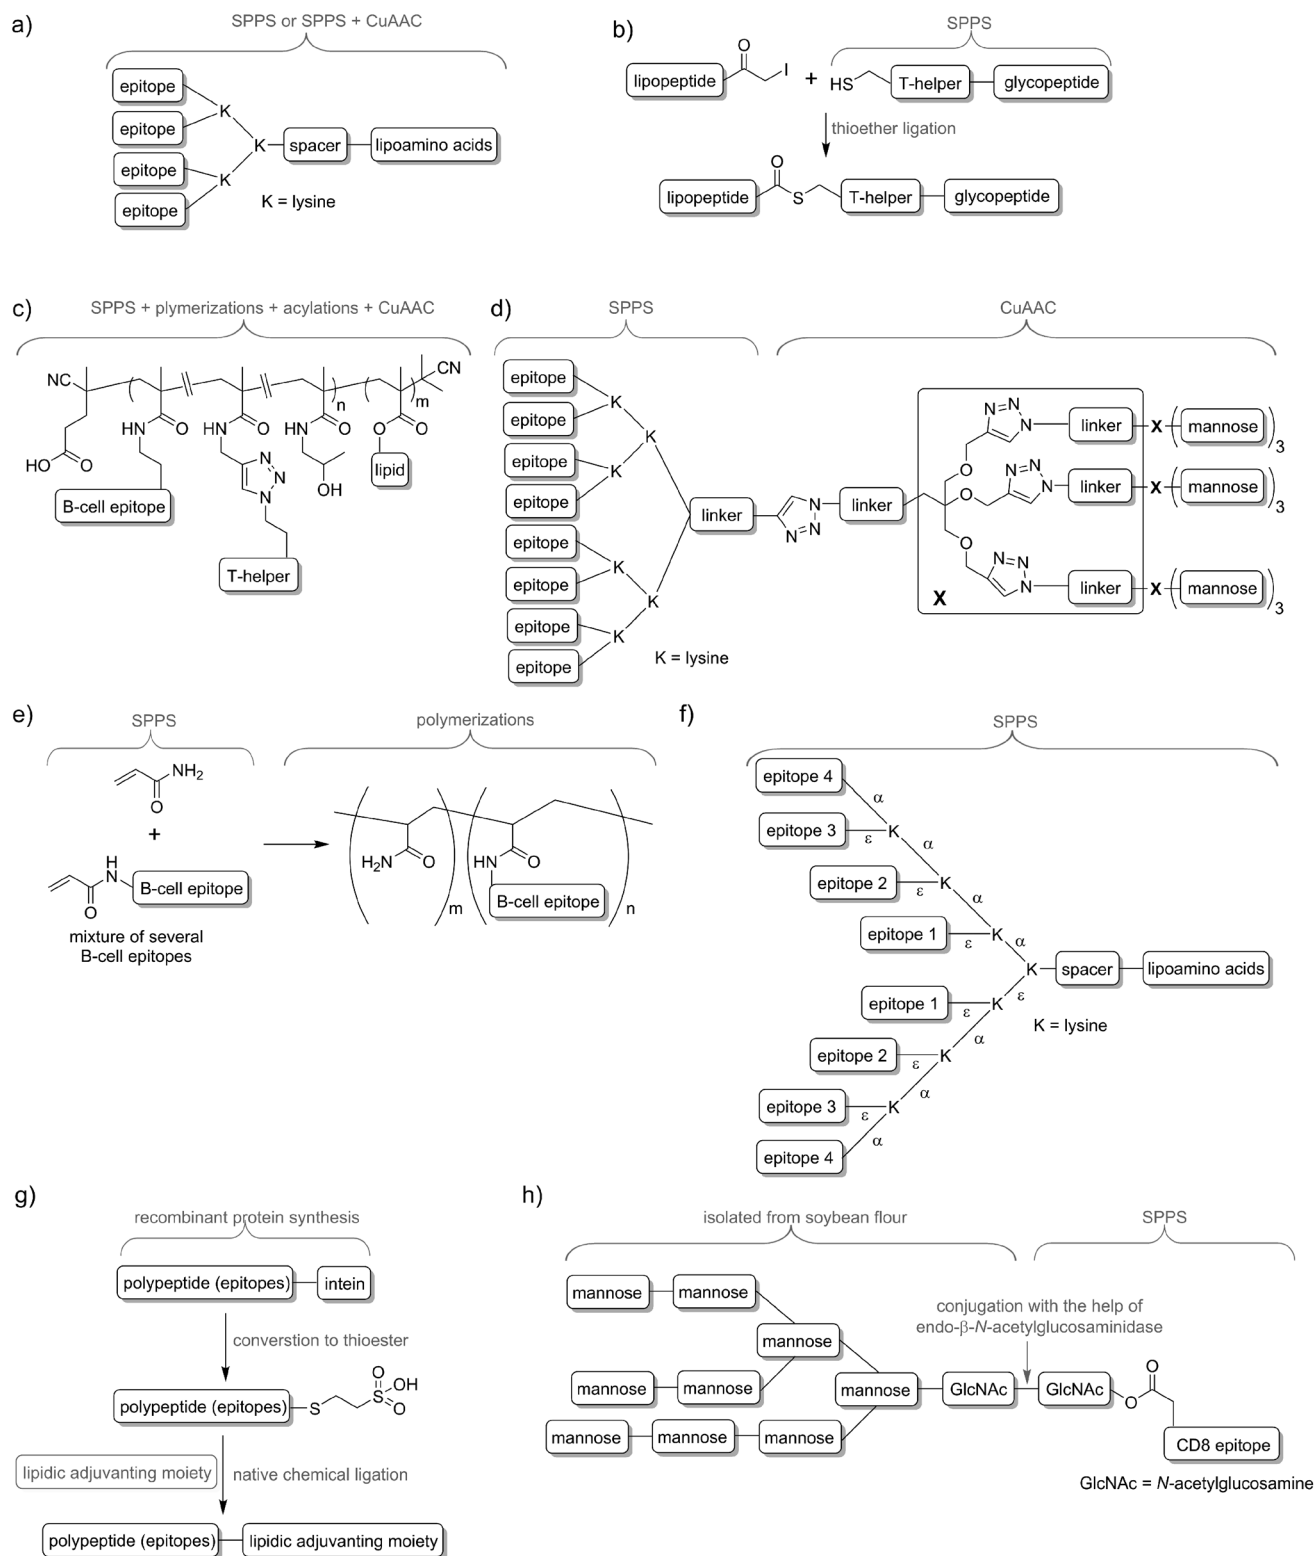 a)
SPPS or SPPS + CuAAC
epitope
epitope
epitope
epitope
K
K
K
spacer
lipoamino acids
K = lysine
b)
SPPS
lipopeptide
O
I
+
HS
T-helper
glycopeptide
thioether ligation
lipopeptide
O
S
T-helper
glycopeptide
c)
SPPS + plymerizations + acylations + CuAAC
NC
CN
n
m
HN
O
HN
O
HN
O
O
O
HO
O
N
N
N
OH
lipid
B-cell epitope
T-helper
d)
SPPS
CuAAC
epitope
epitope
epitope
epitope
epitope
epitope
epitope
epitope
K
K
K
K
K
K
K = lysine
linker
N
N=N
linker
O
O
O
N=N
N
N=N
N
N=N
N
linker
X
mannose
3
linker
X
mannose
3
linker
X
mannose
3
X
e)
SPPS
polymerizations
NH2
O
+
H
N
O
B-cell epitope
mixture of several
B-cell epitopes
H2N
O
m
HN
O
B-cell epitope
n
f)
SPPS
epitope 4
α
epitope 3
ε
K
α
epitope 2
ε
K
α
epitope 1
ε
K
α
K
spacer
lipoamino acids
ε
epitope 1
ε
K
K = lysine
α
epitope 2
ε
K
α
epitope 3
ε
K
α
epitope 4
g)
recombinant protein synthesis
polypeptide (epitopes)
intein
converstion to thioester
polypeptide (epitopes)
S
O
S
OH
O
lipidic adjuvanting moiety
native chemical ligation
polypeptide (epitopes)
lipidic adjuvanting moiety
h)
isolated from soybean flour
SPPS
mannose
mannose
mannose
conjugation with the help of
endo-β-N-acetylglucosaminidase
mannose
mannose
mannose
GlcNAc
GlcNAc
O
O
mannose
mannose
mannose
CD8 epitope
GlcNAc = N-acetylglucosamine